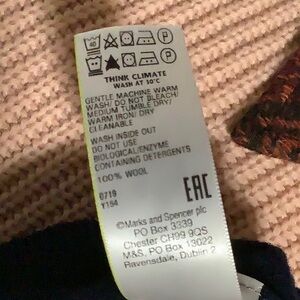 40
THINK CLIMATE
WASH AT 30°C
GENTLE MACHINE WARM
WASH/ DO NOT BLEACH/
MEDIUM TUMBLE DRY/
WARM IRON/ DRY
CLEANABLE
WASH INSIDE OUT
DO NOT USE
BIOLOGICAL/ENZYME
CONTAINING DETERGENTS
100% WOOL
0719
Y164
EAC
©Marks and Spencer plc
PO Box 3339
Chester CH99 9QS
M&S, PO Box 13022
Ravensdale, Dublin 2